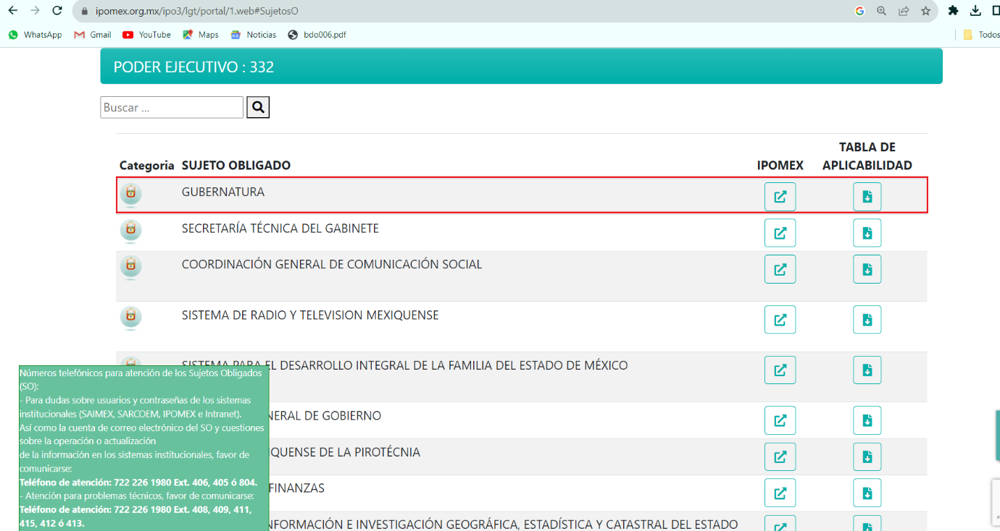 ipomex.org.mx/ipo3/lgt/portal/1.web#SujetosO
WhatsApp Gmail YouTube Maps Noticias bdo006.pdf Todos
PODER EJECUTIVO : 332
Buscar ...
Categoria SUJETO OBLIGADO IPOMEX TABLA DE
APLICABILIDAD
GUBERNATURA
SECRETARÍA TÉCNICA DEL GABINETE
COORDINACIÓN GENERAL DE COMUNICACIÓN SOCIAL
SISTEMA DE RADIO Y TELEVISION MEXIQUENSE
SISTEMA PARA EL DESARROLLO INTEGRAL DE LA FAMILIA DEL ESTADO DE MÉXICO
NERAL DE GOBIERNO
QUENSE DE LA PIROTÉCNIA
FINANZAS
NFORMACIÓN E INVESTIGACIÓN GEOGRÁFICA, ESTADÍSTICA Y CATASTRAL DEL ESTADO
Números telefónicos para atención de los Sujetos Obligados
(SO):
- Para dudas sobre usuarios y contraseñas de los sistemas
institucionales (SAIMEX, SARCOEM, IPOMEX e Intranet).
Así como la cuenta de correo electrónico del SO y cuestiones
sobre la operación o actualización
de la información en los sistemas institucionales, favor de
comunicarse:
Teléfono de atención: 722 226 1980 Ext. 406, 405 ó 804.
- Atención para problemas técnicos, favor de comunicarse:
Teléfono de atención: 722 226 1980 Ext. 408, 409, 411,
415, 412 ó 413.